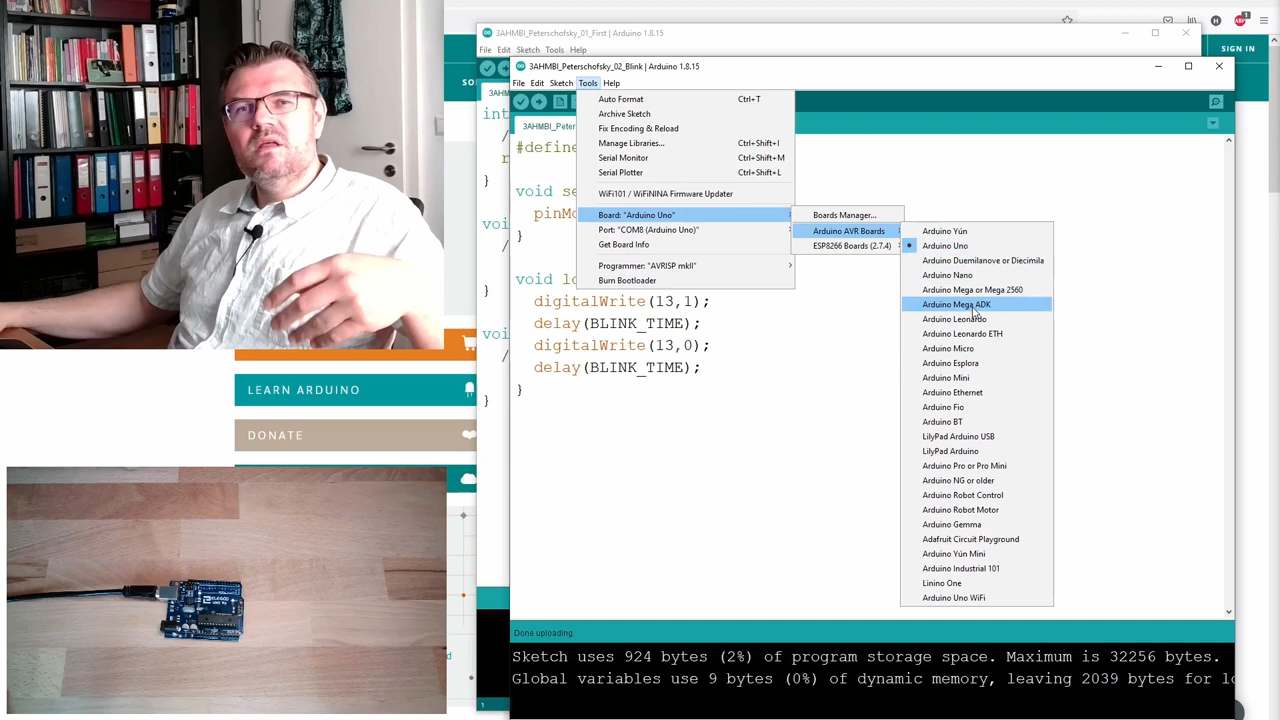 3AHMBI_Peterschofsky_01_First | Arduino 1.8.15
File Edit Sketch Tools Help
SIGN IN
3AHMBI_Peterschofsky_02_Blink | Arduino 1.8.15
File Edit Sketch Tools Help
Auto Format Ctrl+T
Archive Sketch
Fix Encoding & Reload
Manage Libraries... Ctrl+Shift+I
Serial Monitor Ctrl+Shift+M
Serial Plotter Ctrl+Shift+L
WiFi101 / WiFiNINA Firmware Updater
Board: "Arduino Uno"
Port: "COM8 (Arduino Uno)"
Get Board Info
Programmer: "AVRISP mkII"
Burn Bootloader
Boards Manager...
Arduino AVR Boards
ESP8266 Boards (2.7.4)
Arduino Yún
Arduino Uno
Arduino Duemilanove or Diecimila
Arduino Nano
Arduino Mega or Mega 2560
Arduino Mega ADK
Arduino Leonardo
Arduino Leonardo ETH
Arduino Micro
Arduino Esplora
Arduino Mini
Arduino Ethernet
Arduino Fio
Arduino BT
LilyPad Arduino USB
LilyPad Arduino
Arduino Pro or Pro Mini
Arduino NG or older
Arduino Robot Control
Arduino Robot Motor
Arduino Gemma
Adafruit Circuit Playground
Arduino Yún Mini
Arduino Industrial 101
Linino One
Arduino Uno WiFi
3AHMBI_Peter
#define
void se
pinMo
}
void lo
digitalWrite(13,1);
delay(BLINK_TIME);
digitalWrite(13,0);
delay(BLINK_TIME);
}
LEARN ARDUINO
DONATE
ELEGOO
UNO R3
Done uploading.
Sketch uses 924 bytes (2%) of program storage space. Maximum is 32256 bytes.
Global variables use 9 bytes (0%) of dynamic memory, leaving 2039 bytes for lo
1